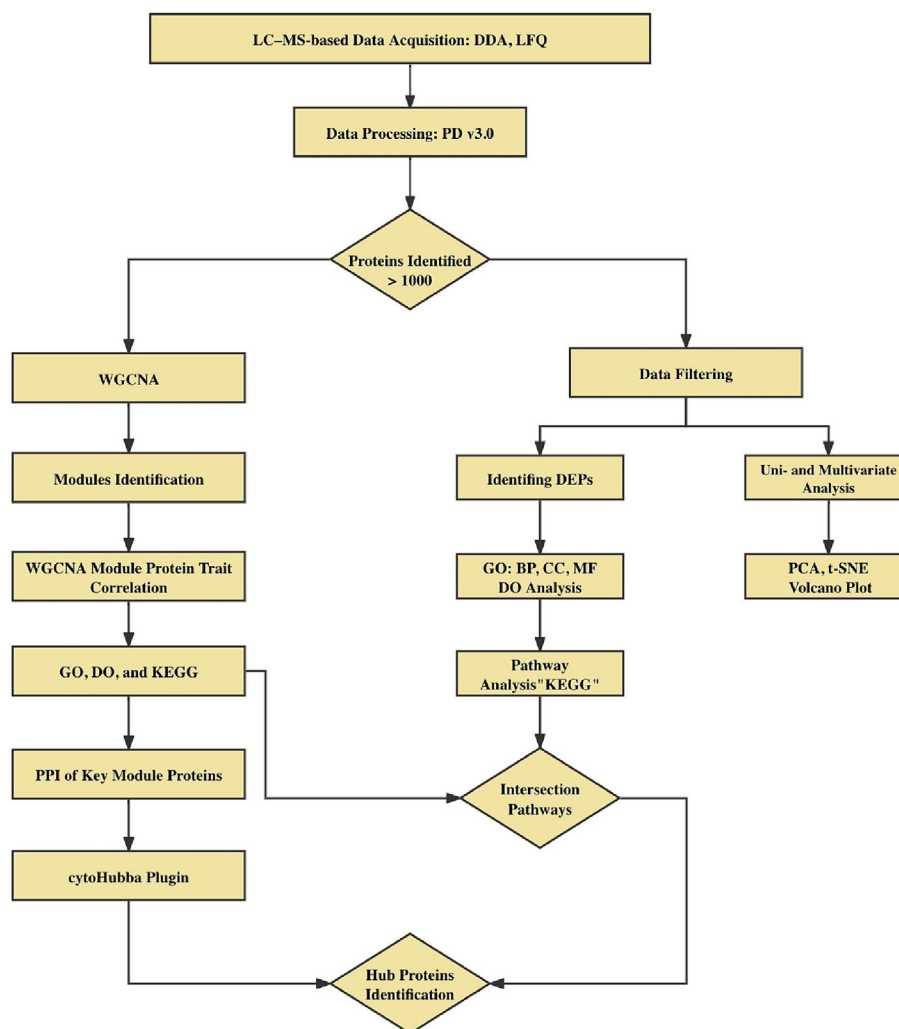 LC–MS-based Data Acquisition: DDA, LFQ
Data Processing: PD v3.0
Proteins Identified
> 1000
WGCNA
Data Filtering
Modules Identification
Identifing DEPs
Uni- and Multivariate
Analysis
WGCNA Module Protein Trait
Correlation
GO: BP, CC, MF
DO Analysis
PCA, t-SNE
Volcano Plot
GO, DO, and KEGG
Pathway
Analysis"KEGG"
PPI of Key Module Proteins
Intersection
Pathways
cytoHubba Plugin
Hub Proteins
Identification